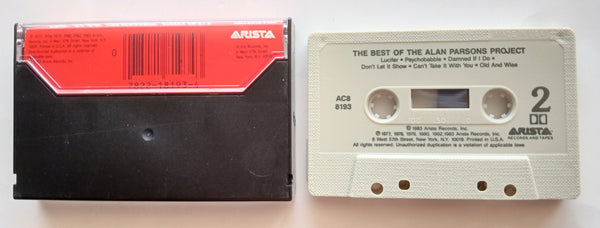 ARISTA
0
THE BEST OF THE ALAN PARSONS PROJECT
Lucifer • Psychobabble • Damned If I Do •
Don't Let It Show • Can't Take It With You • Old And Wise
AC8
8193
2
100 50
ARISTA
RECORDS AND TAPES
℗ 1983 Arista Records, Inc.
© 1977, 1978, 1979, 1980, 1982, 1983 Arista Records, Inc.
6 West 57th Street, New York, N.Y. 10019. Printed in U.S.A.
All rights reserved. Unauthorized duplication is a violation of applicable laws